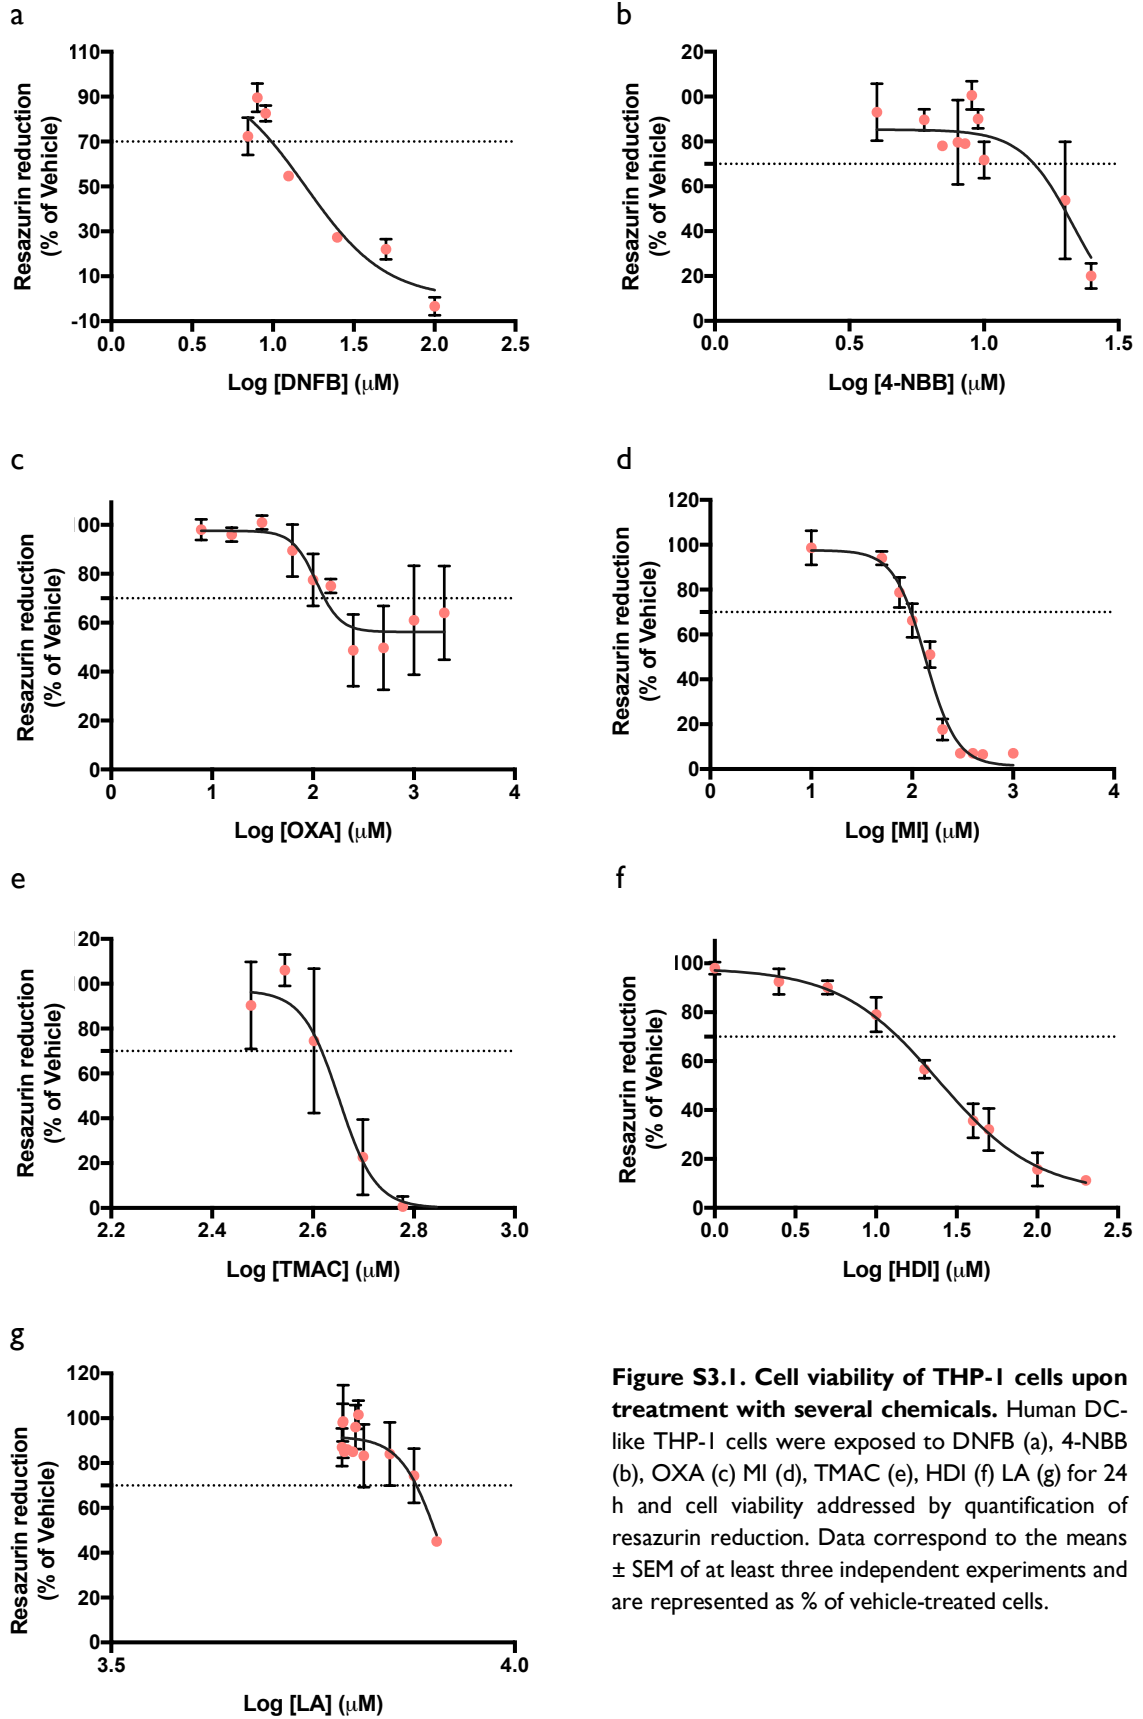 a
110
90
70
50
30
10
-10
0.0 0.5 1.0 1.5 2.0 2.5
Resazurin reduction
(% of Vehicle)
Log [DNFB] (μM)
b
20
00
80
60
40
20
0
0.0 0.5 1.0 1.5
Resazurin reduction
(% of Vehicle)
Log [4-NBB] (μM)
c
00
80
60
40
20
0
0 1 2 3 4
Resazurin reduction
(% of Vehicle)
Log [OXA] (μM)
d
120
100
80
60
40
20
0
0 1 2 3 4
Resazurin reduction
(% of Vehicle)
Log [MI] (μM)
e
20
00
80
60
40
20
0
2.2 2.4 2.6 2.8 3.0
Resazurin reduction
(% of Vehicle)
Log [TMAC] (μM)
f
100
80
60
40
20
0
0.0 0.5 1.0 1.5 2.0 2.5
Resazurin reduction
(% of Vehicle)
Log [HDI] (μM)
g
120
100
80
60
40
20
0
3.5 4.0
Resazurin reduction
(% of Vehicle)
Log [LA] (μM)
Figure S3.1. Cell viability of THP-1 cells upon
treatment with several chemicals. Human DC-
like THP-1 cells were exposed to DNFB (a), 4-NBB
(b), OXA (c) MI (d), TMAC (e), HDI (f) LA (g) for 24
h and cell viability addressed by quantification of
resazurin reduction. Data correspond to the means
± SEM of at least three independent experiments and
are represented as % of vehicle-treated cells.